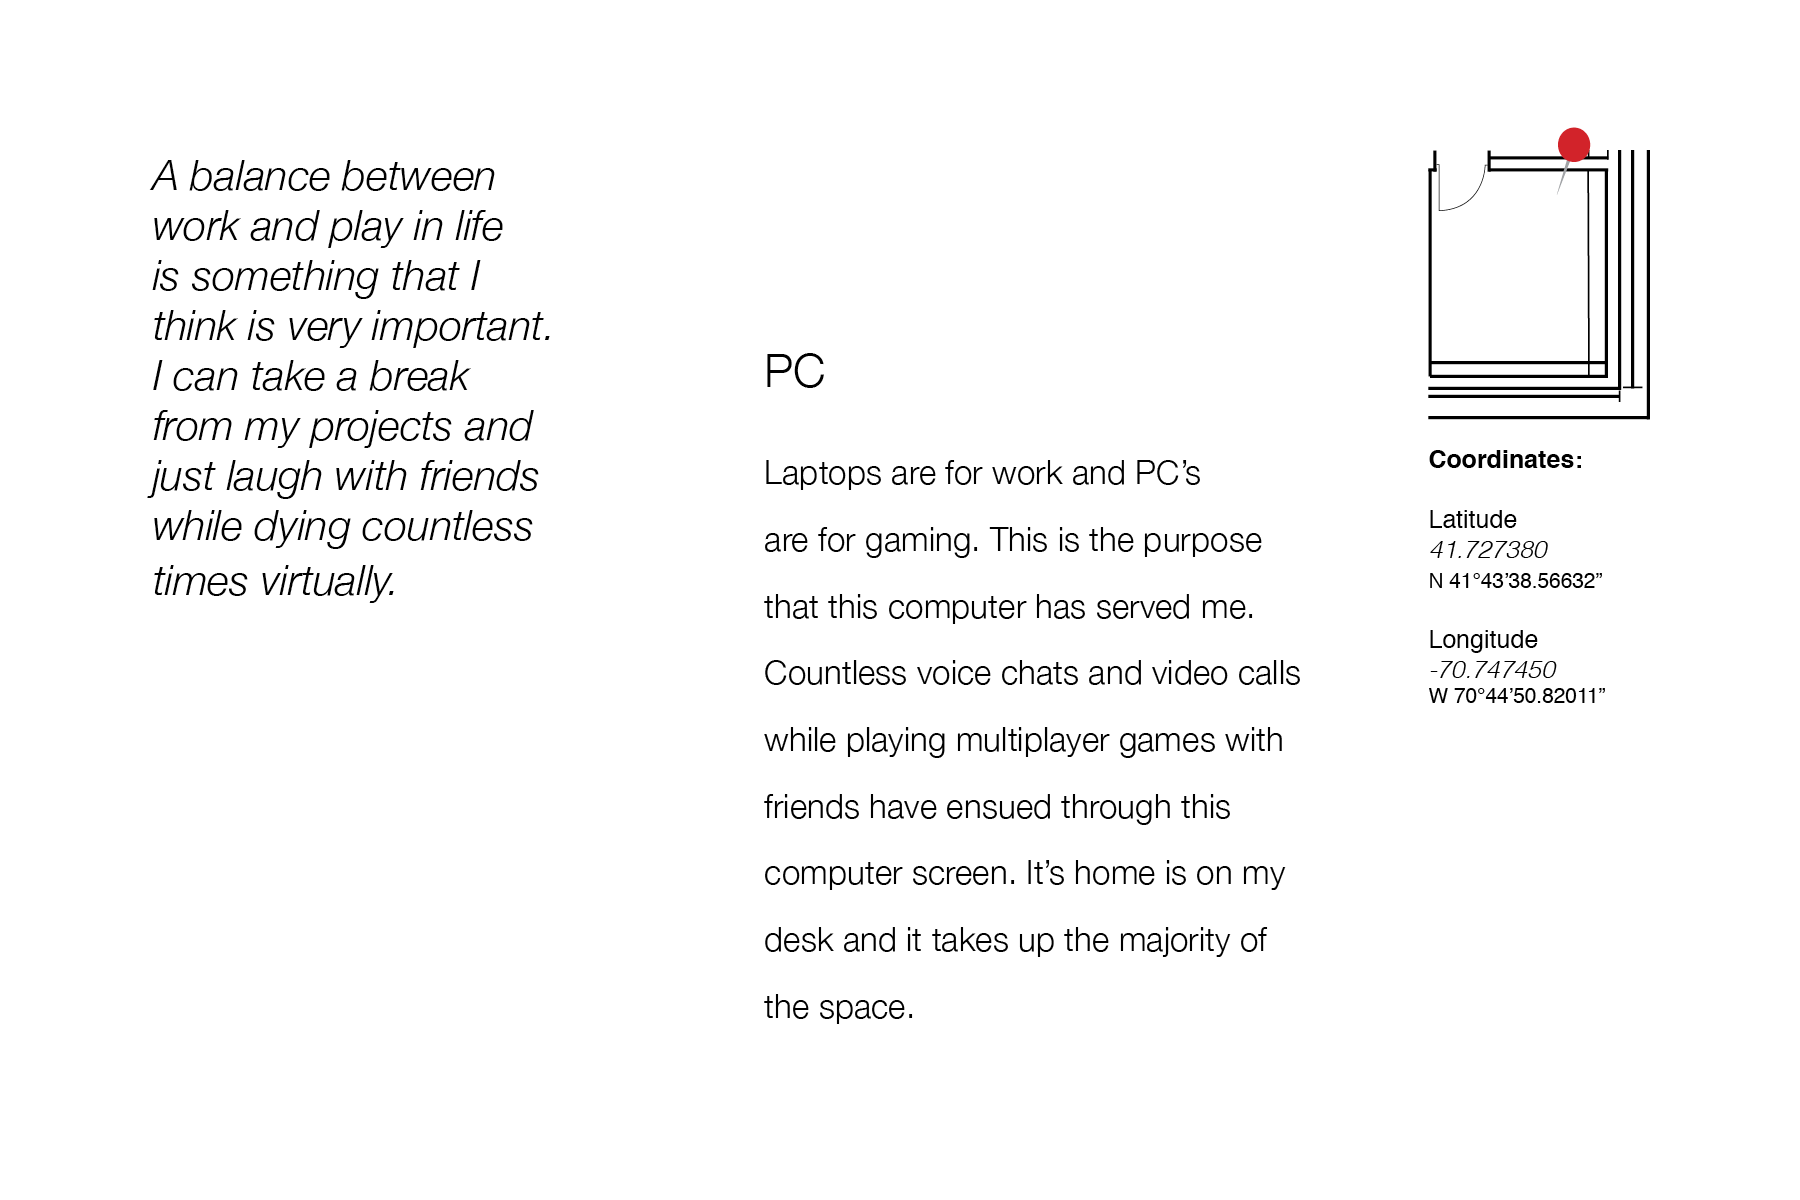 A balance between
work and play in life
is something that I
think is very important.
I can take a break
from my projects and
just laugh with friends
while dying countless
times virtually.
PC
Laptops are for work and PC’s
are for gaming. This is the purpose
that this computer has served me.
Countless voice chats and video calls
while playing multiplayer games with
friends have ensued through this
computer screen. It’s home is on my
desk and it takes up the majority of
the space.
Coordinates:
Latitude
41.727380
N 41°43’38.56632”
Longitude
-70.747450
W 70°44’50.82011”